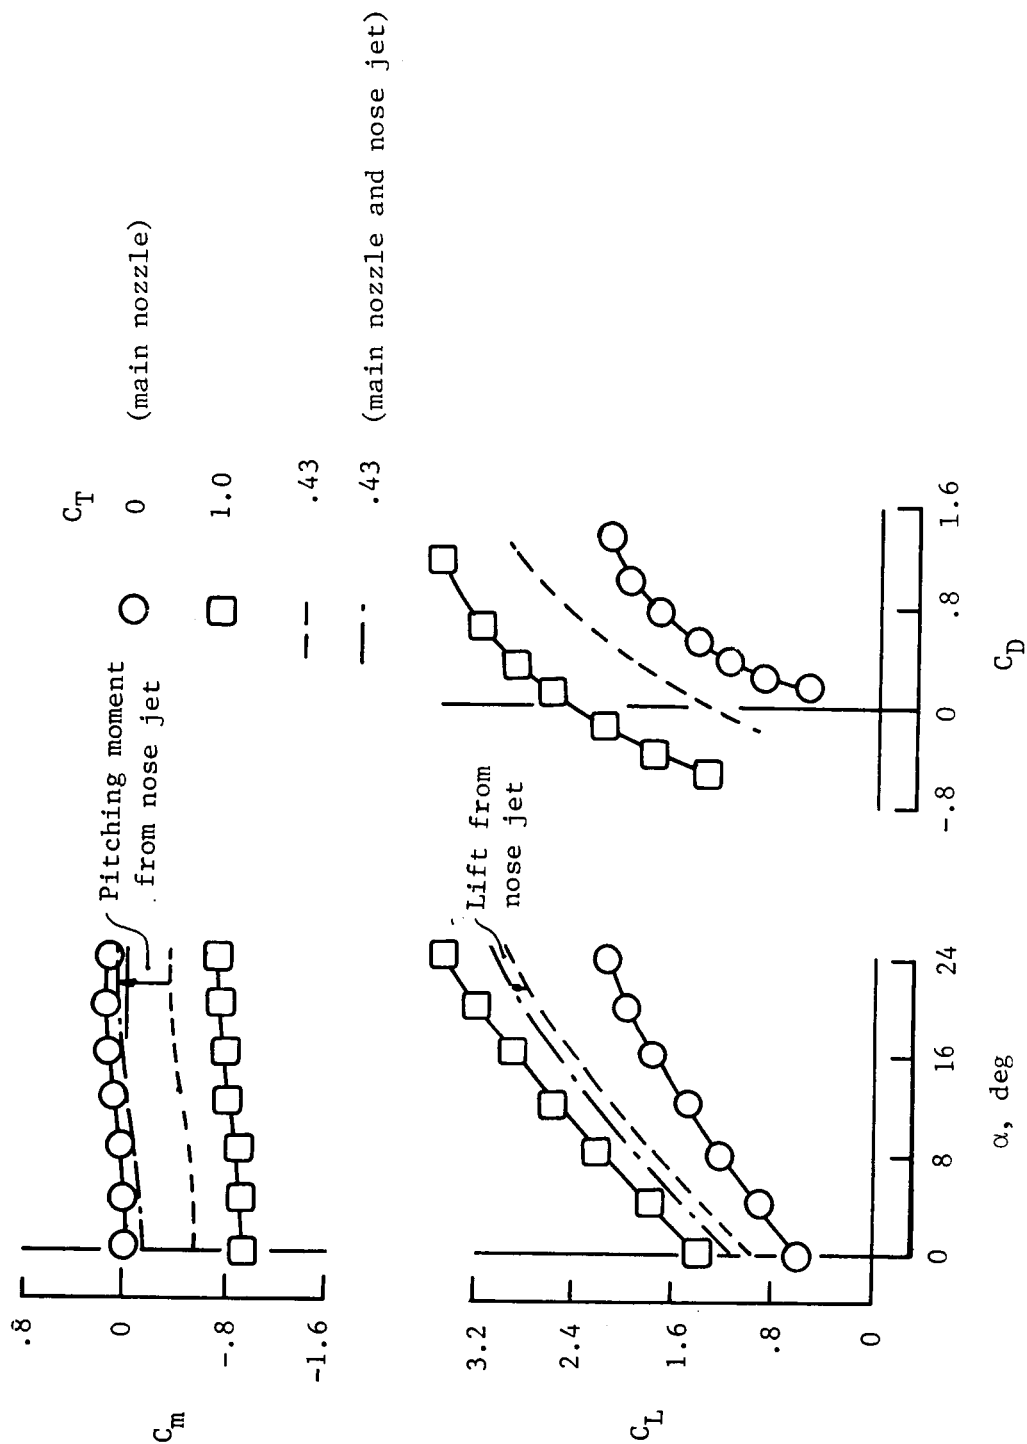 C_T
0 (main nozzle)
1.0
.43
.43 (main nozzle and nose jet)
Pitching moment
from nose jet
.8
0
-.8
-1.6
C_m
Lift from
nose jet
3.2
2.4
1.6
.8
0
C_L
0
8
16
24
α, deg
-.8
0
.8
1.6
C_D